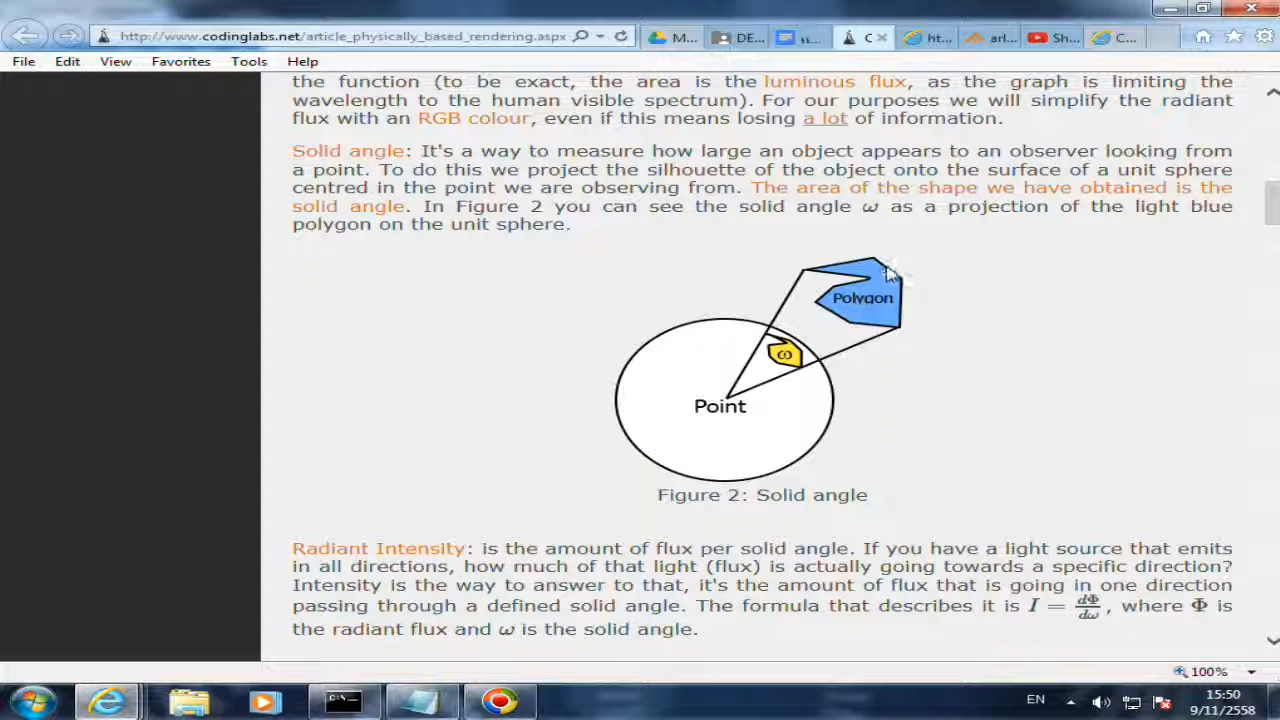 http://www.codinglabs.net/article_physically_based_rendering.aspx
M... DE... C ht... arl... Sh... C...
File Edit View Favorites Tools Help
the function (to be exact, the area is the luminous flux, as the graph is limiting the
wavelength to the human visible spectrum). For our purposes we will simplify the radiant
flux with an RGB colour, even if this means losing a lot of information.
Solid angle: It's a way to measure how large an object appears to an observer looking from
a point. To do this we project the silhouette of the object onto the surface of a unit sphere
centred in the point we are observing from. The area of the shape we have obtained is the
solid angle. In Figure 2 you can see the solid angle ω as a projection of the light blue
polygon on the unit sphere.
Polygon
ω
Point
Figure 2: Solid angle
Radiant Intensity: is the amount of flux per solid angle. If you have a light source that emits
in all directions, how much of that light (flux) is actually going towards a specific direction?
Intensity is the way to answer to that, it's the amount of flux that is going in one direction
passing through a defined solid angle. The formula that describes it is I = dΦ/dω, where Φ is
the radiant flux and ω is the solid angle.
100%
EN
15:50
9/11/2558